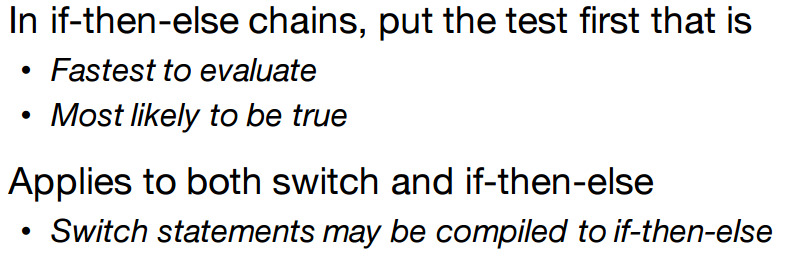 In if-then-else chains, put the test first that is
• Fastest to evaluate
• Most likely to be true
Applies to both switch and if-then-else
• Switch statements may be compiled to if-then-else